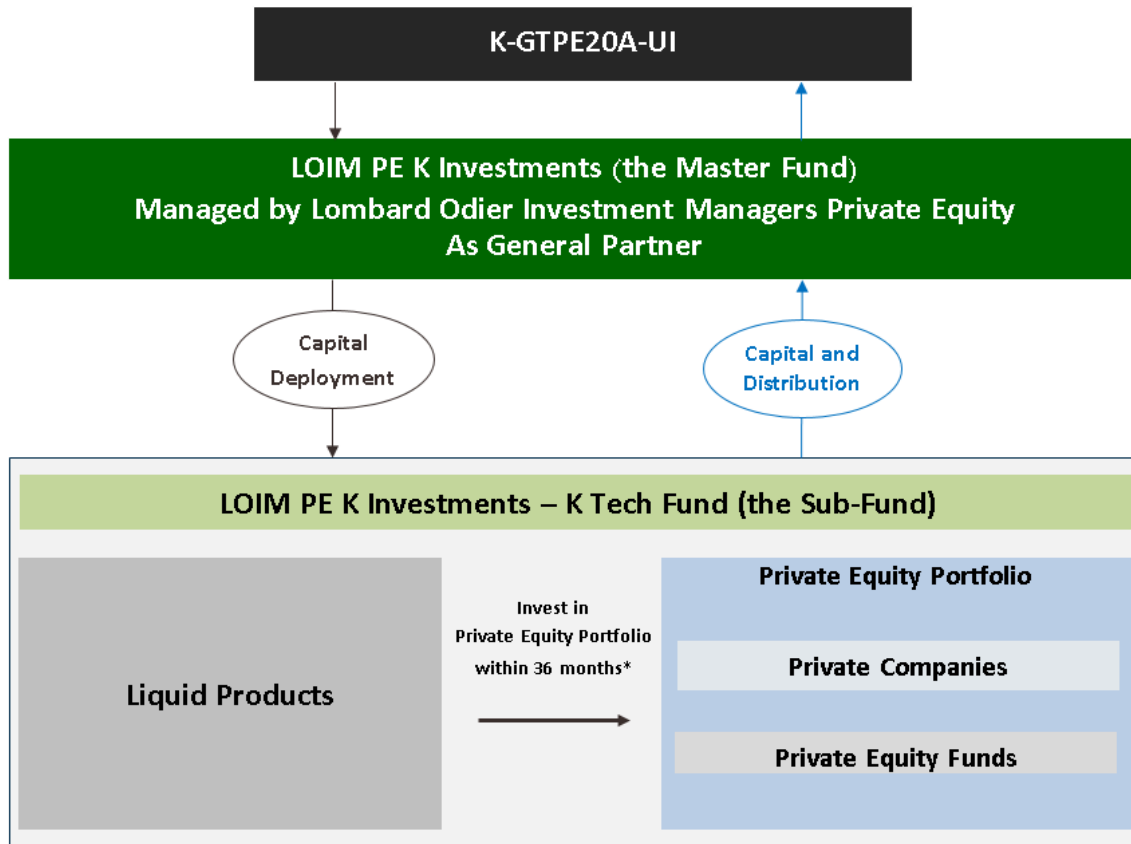 K-GTPE20A-UI
LOIM PE K Investments (the Master Fund)
Managed by Lombard Odier Investment Managers Private Equity
As General Partner
Capital
Deployment
Capital and
Distribution
LOIM PE K Investments – K Tech Fund (the Sub-Fund)
Liquid Products
Invest in
Private Equity Portfolio
within 36 months*
Private Equity Portfolio
Private Companies
Private Equity Funds